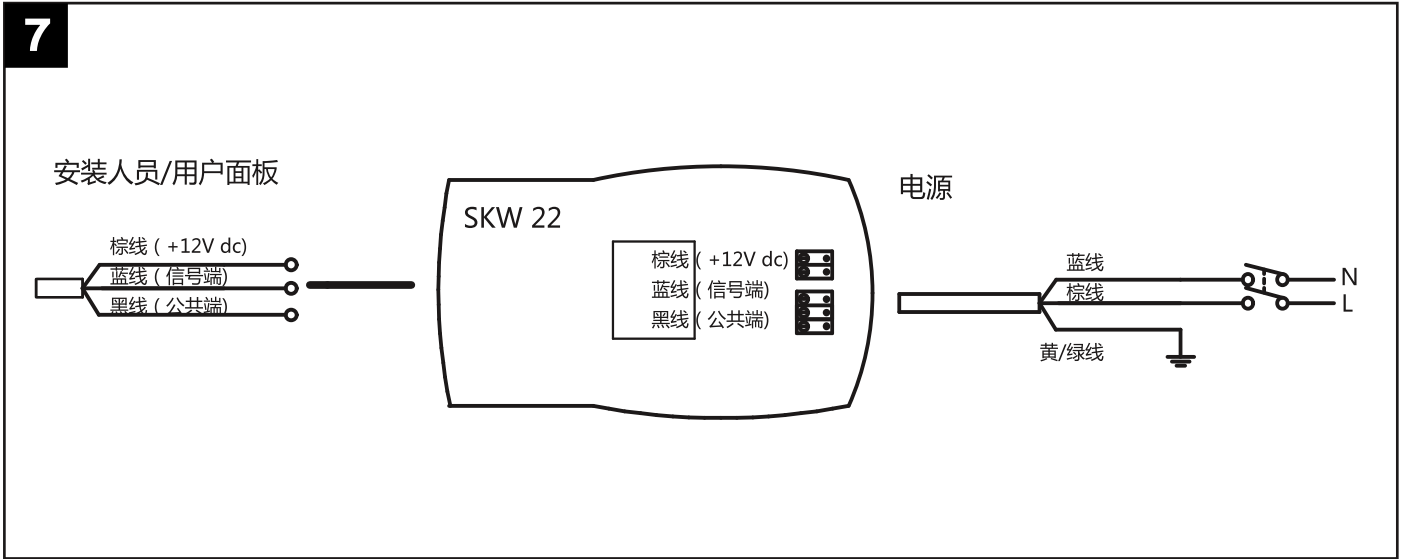 7
安装人员/用户面板
棕线 ( +12V dc)
蓝线 ( 信号端)
黑线 ( 公共端)
SKW 22
棕线 ( +12V dc)
蓝线 ( 信号端)
黑线 ( 公共端)
电源
蓝线
棕线
黄/绿线
N
L